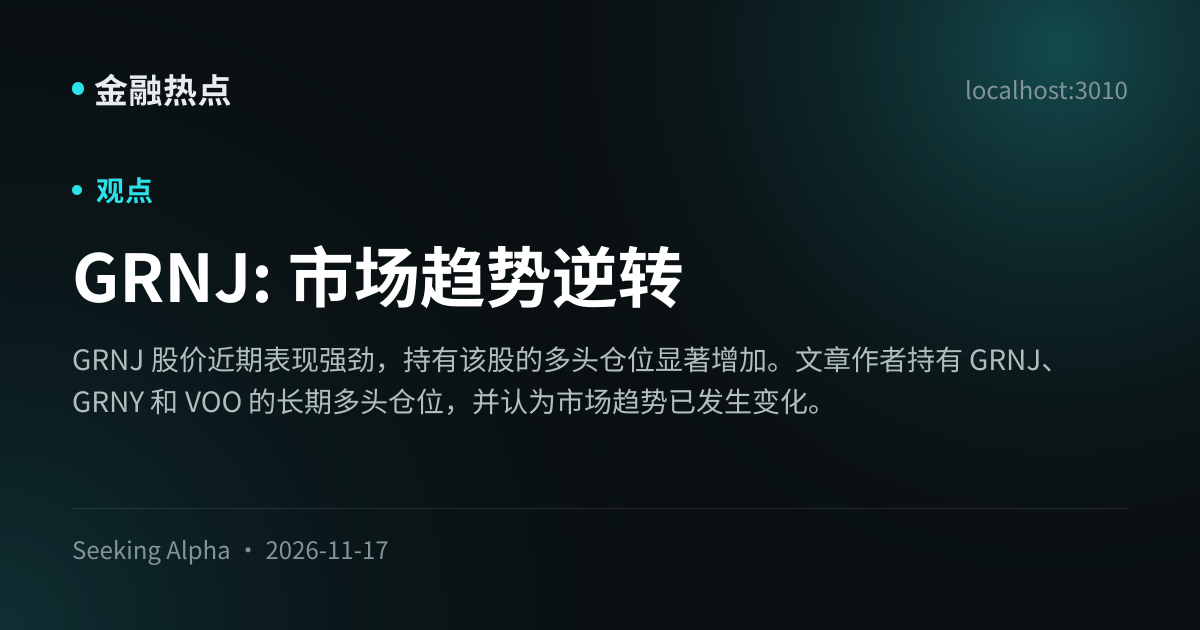 金融热点
localhost:3010
观点
GRNJ: 市场趋势逆转
GRNJ 股价近期表现强劲，持有该股的多头仓位显著增加。文章作者持有 GRNJ、
GRNY 和 VOO 的长期多头仓位，并认为市场趋势已发生变化。
Seeking Alpha · 2026-11-17